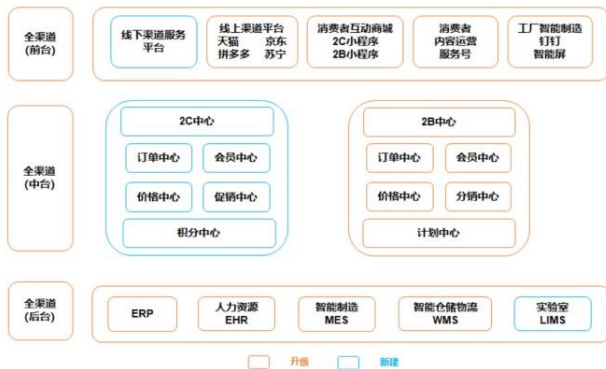 全渠道
(前台)
线下渠道服务
平台
线上渠道平台
天猫 京东
拼多多 苏宁
消费者互动商城
2C小程序
2B小程序
消费者
内容运营
服务号
工厂智能制造
钉钉
智能屏
全渠道
(中台)
2C中心
订单中心 会员中心
价格中心 促销中心
积分中心
2B中心
订单中心 会员中心
价格中心 分销中心
计划中心
全渠道
(后台)
ERP
人力资源
EHR
智能制造
MES
智能仓储物流
WMS
实验室
LIMS
升级 新建